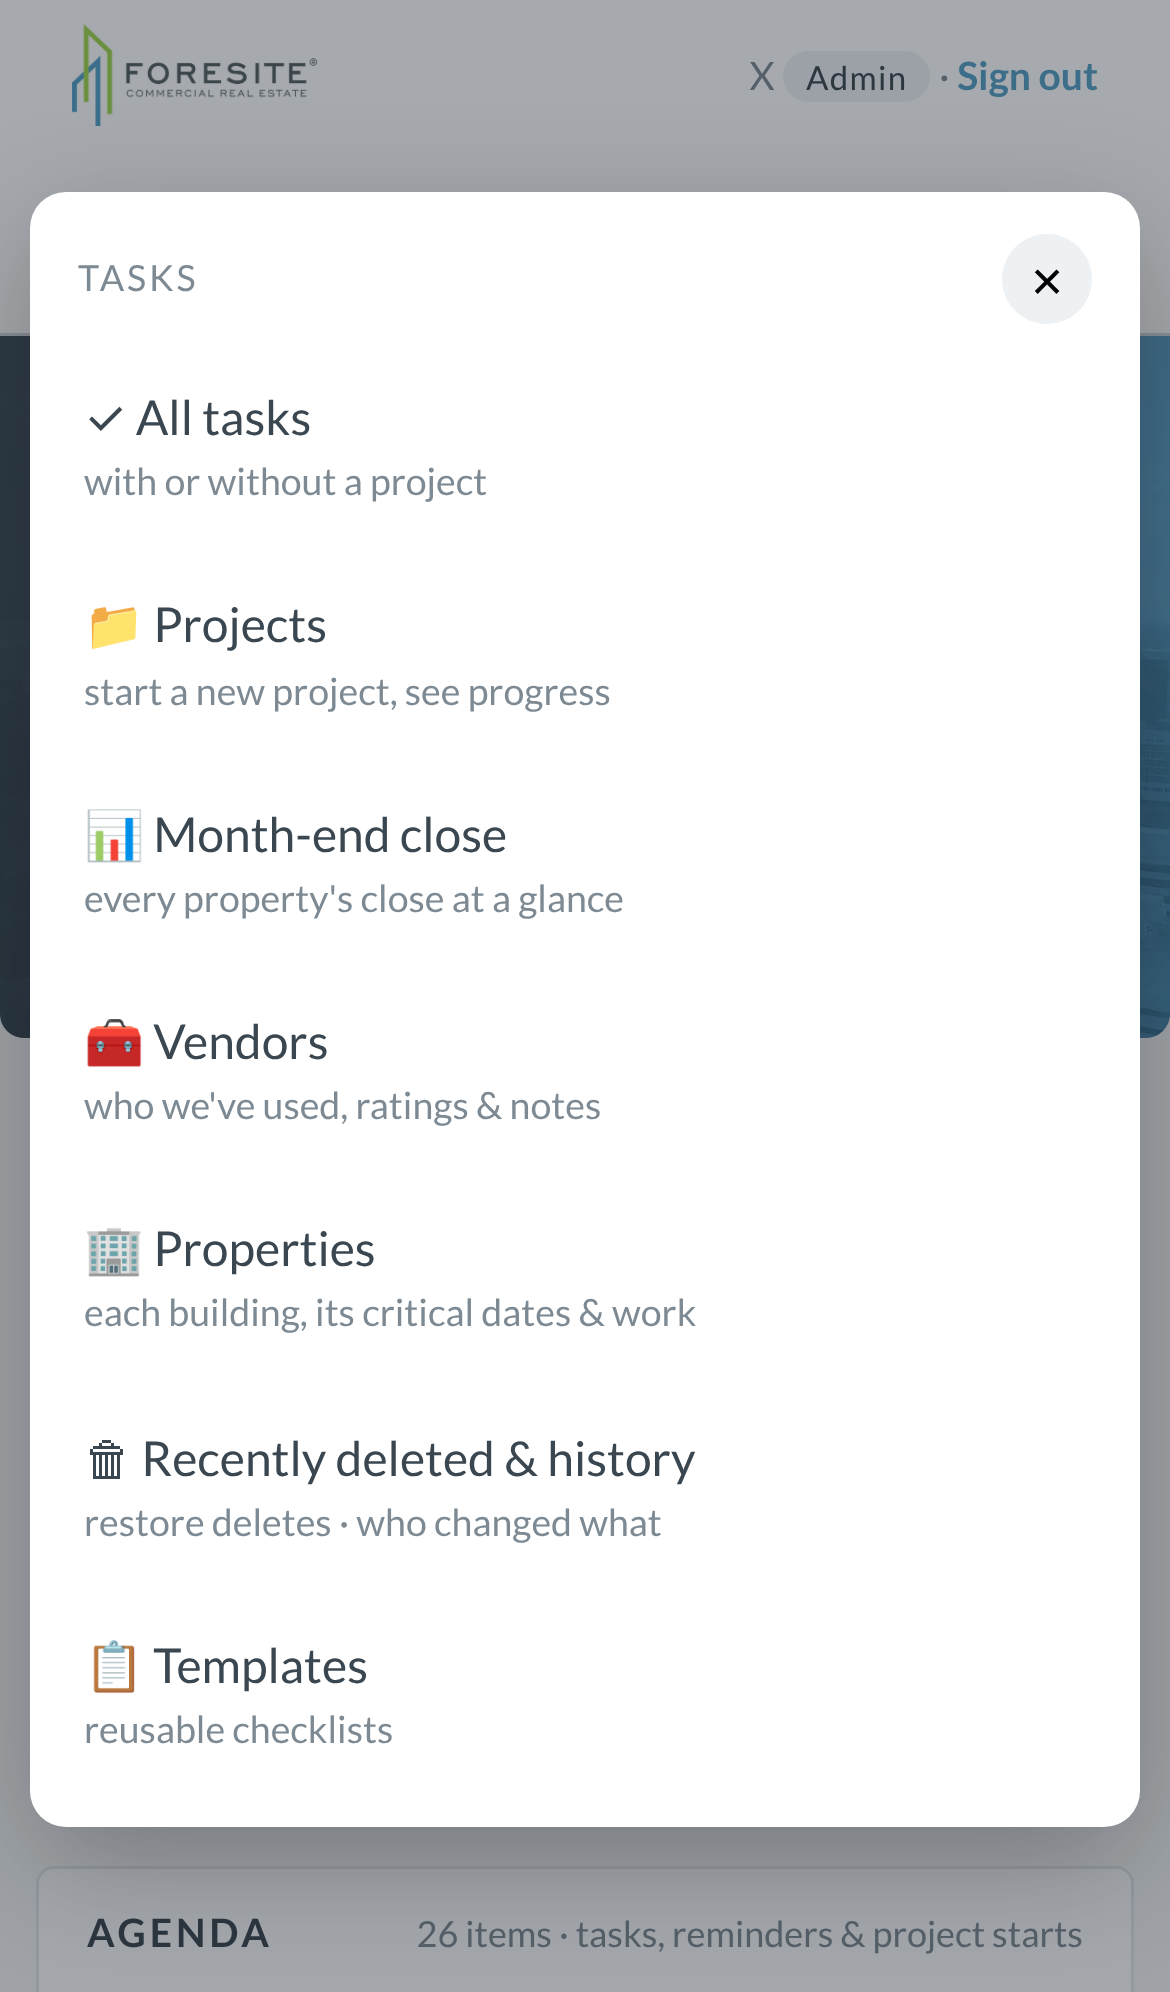 FORESITE®
COMMERCIAL REAL ESTATE
X Admin · Sign out
TASKS
✓ All tasks
with or without a project
Projects
start a new project, see progress
Month-end close
every property's close at a glance
Vendors
who we've used, ratings & notes
Properties
each building, its critical dates & work
Recently deleted & history
restore deletes · who changed what
Templates
reusable checklists
AGENDA
26 items · tasks, reminders & project starts